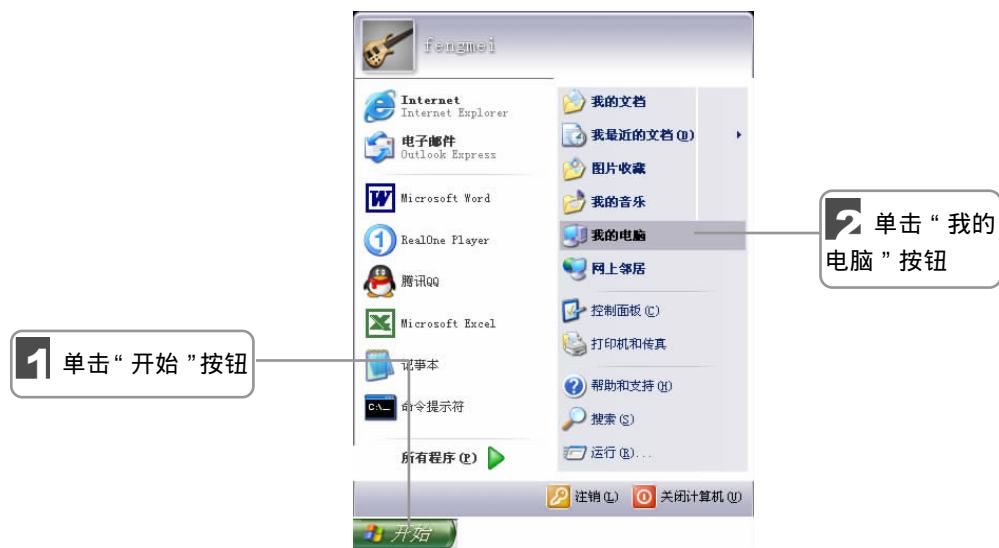 fengmei
Internet
Internet Explorer
电子邮件
Outlook Express
Microsoft Word
RealOne Player
腾讯QQ
Microsoft Excel
记事本
C:\_
命令提示符
所有程序(P)
我的文档
我最近的文档(D)
图片收藏
我的音乐
我的电脑
网上邻居
控制面板(C)
打印机和传真
帮助和支持(H)
搜索(S)
运行(R)...
注销(L)
关闭计算机(U)
开始
1 单击“开始”按钮
2 单击“我的
电脑”按钮